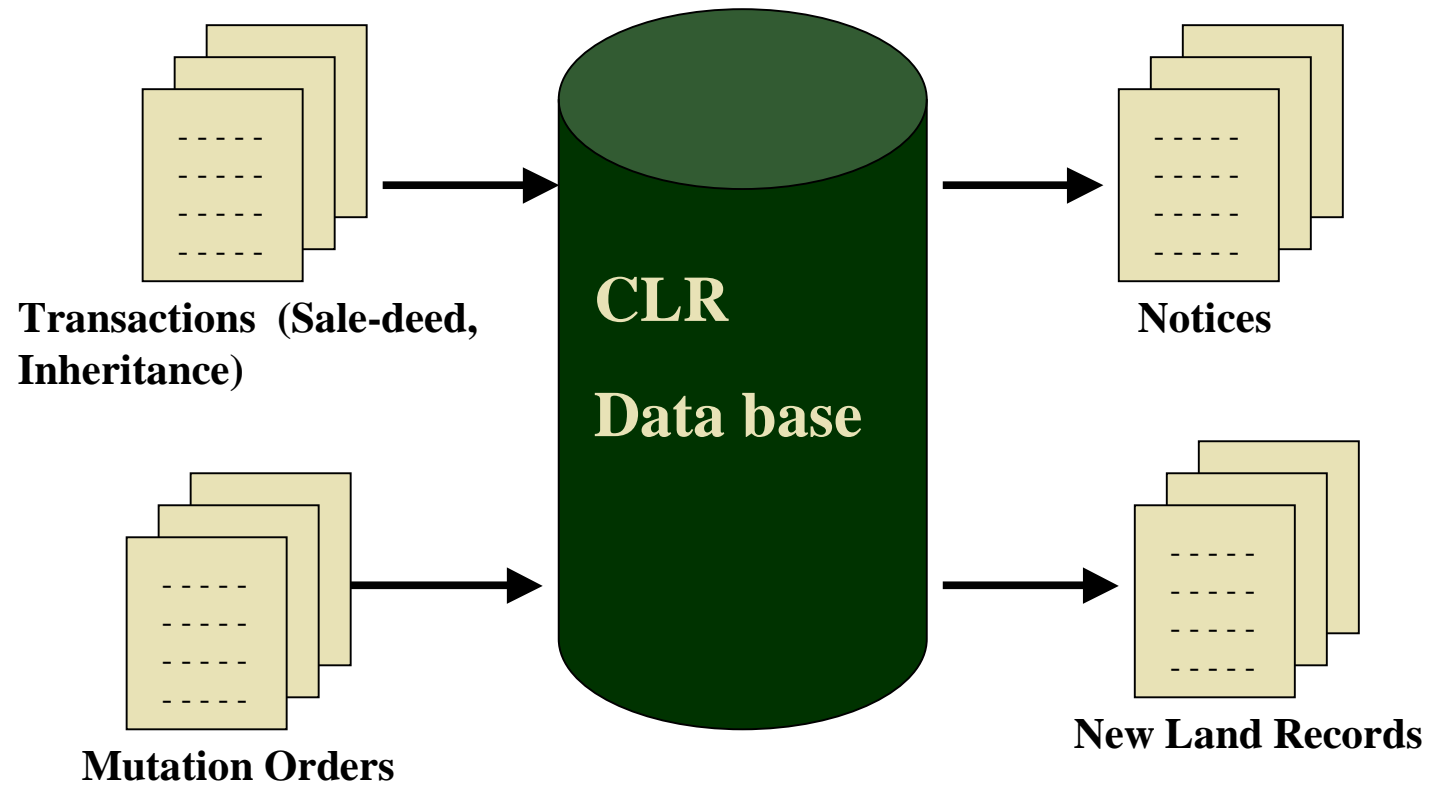 - - - - -
- - - - -
- - - - -
- - - - -
Transactions (Sale-deed,
Inheritance)
CLR
Data base
- - - - -
- - - - -
- - - - -
- - - - -
Notices
- - - - -
- - - - -
- - - - -
- - - - -
Mutation Orders
- - - - -
- - - - -
- - - - -
- - - - -
New Land Records